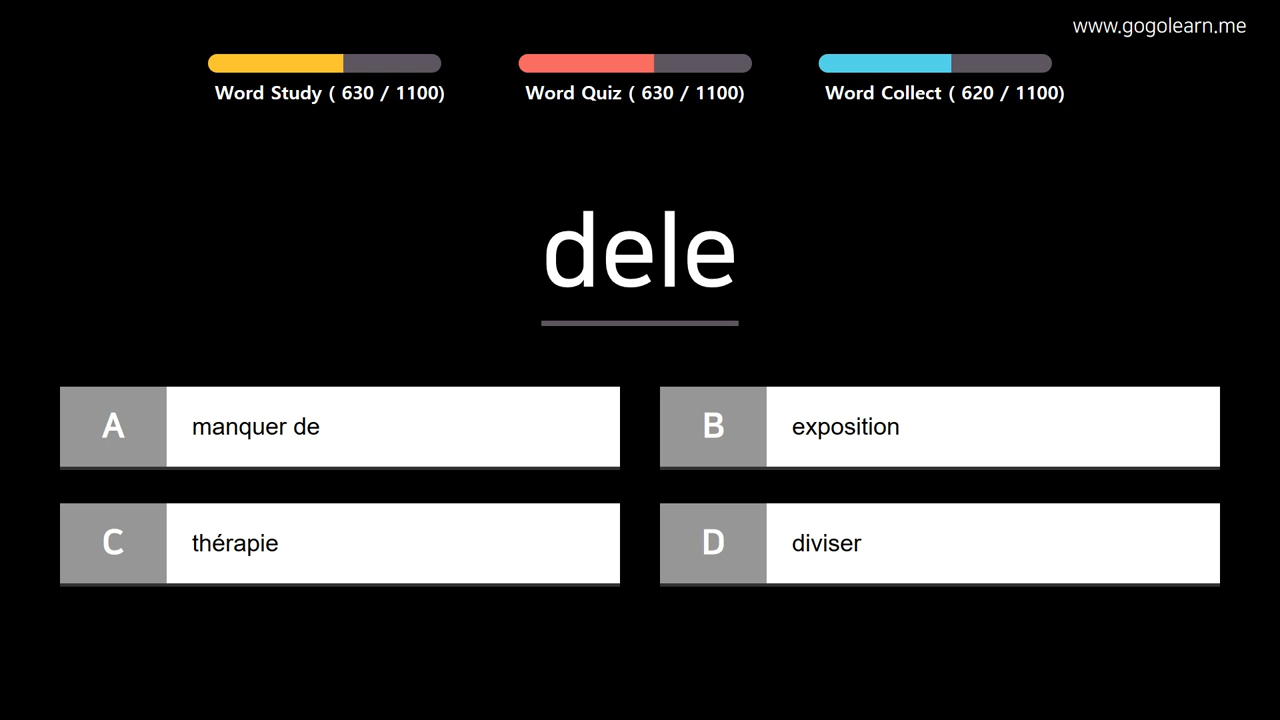 www.gogolearn.me
Word Study ( 630 / 1100)
Word Quiz ( 630 / 1100)
Word Collect ( 620 / 1100)
dele
A manquer de
B exposition
C thérapie
D diviser